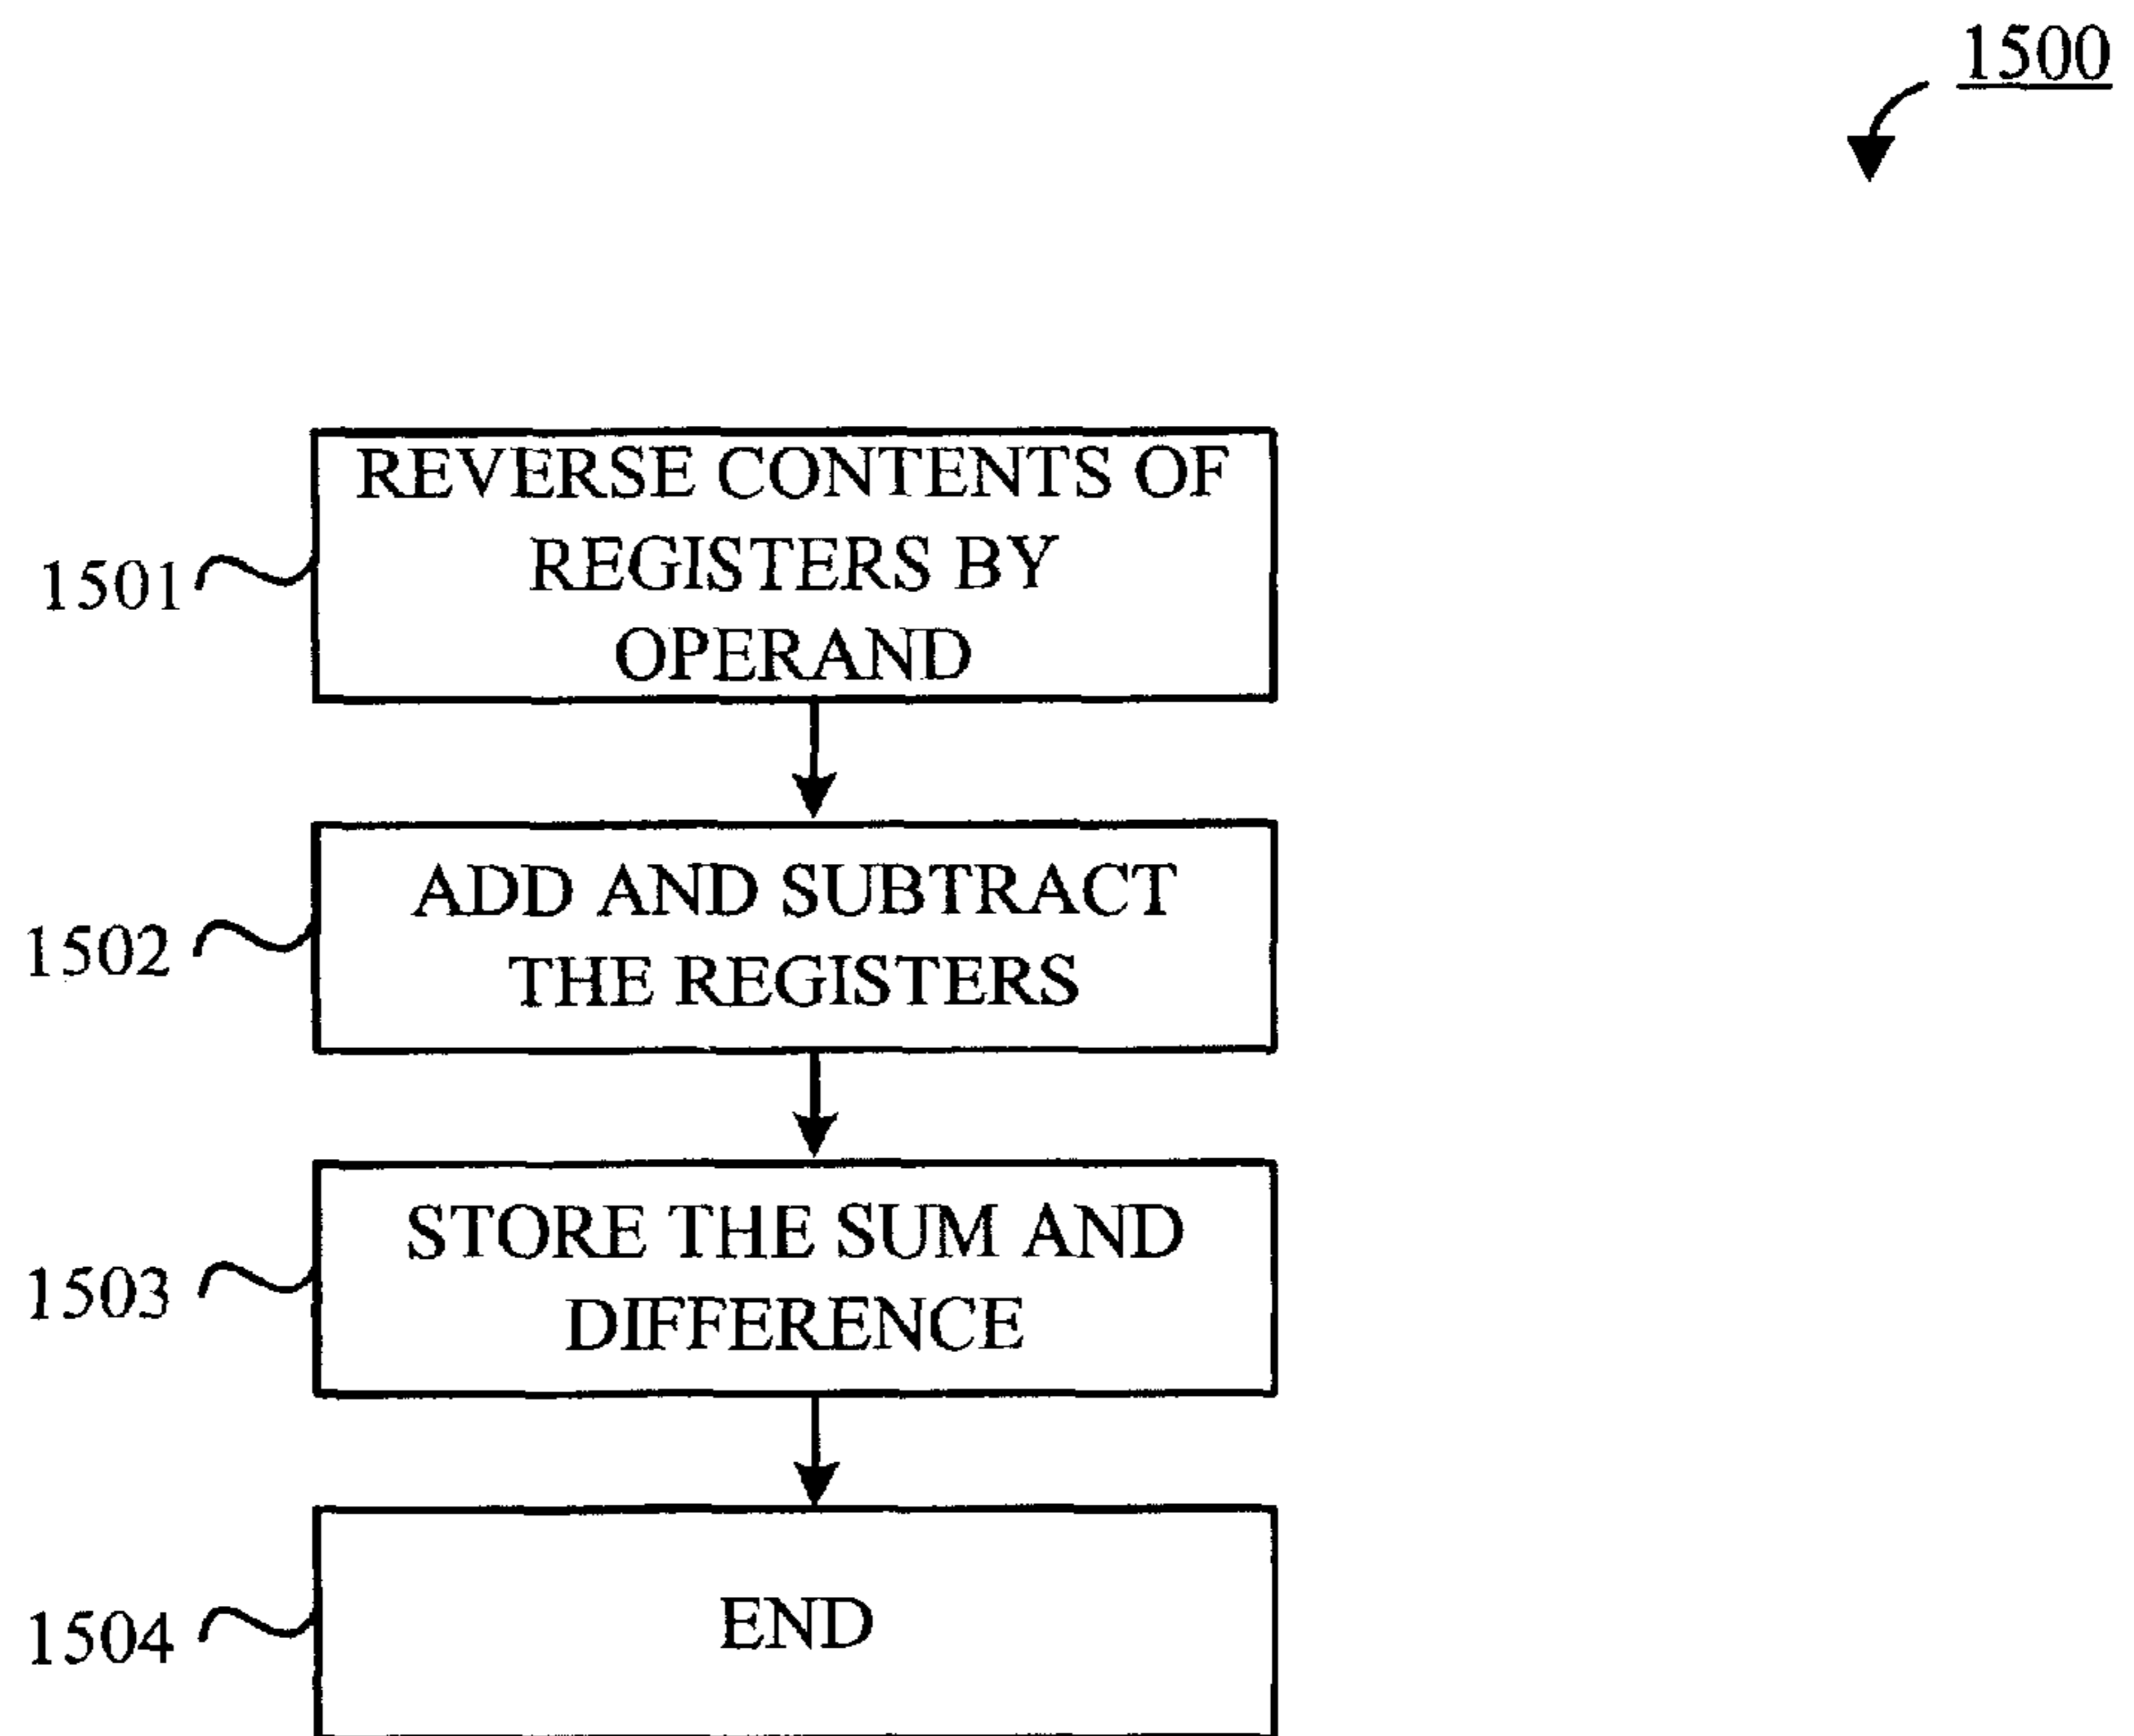 1500
REVERSE CONTENTS OF
REGISTERS BY
OPERAND
1501
ADD AND SUBTRACT
THE REGISTERS
1502
STORE THE SUM AND
DIFFERENCE
1503
END
1504